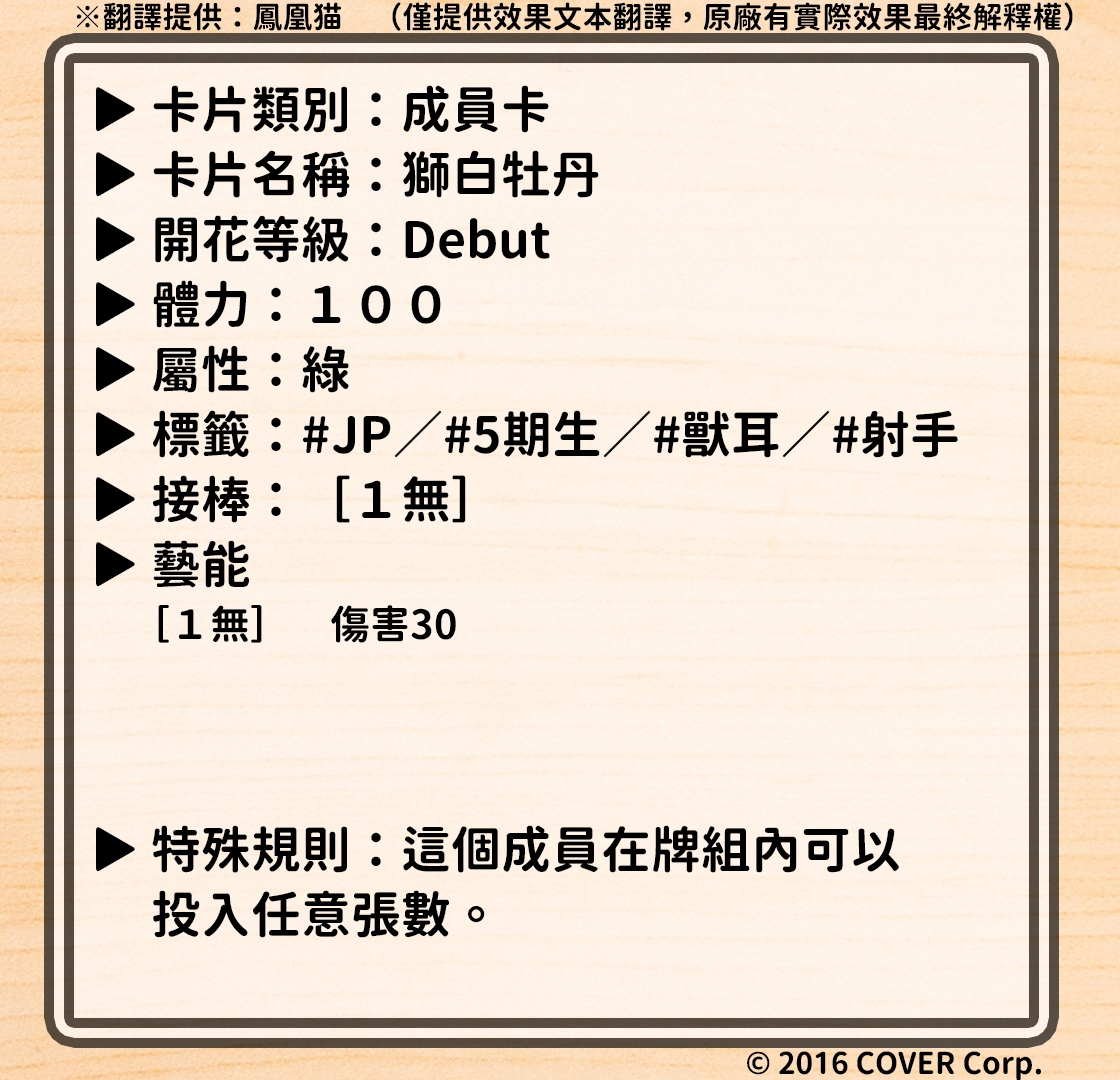 ※翻譯提供：鳳凰猫　（僅提供效果文本翻譯，原廠有實際效果最終解釋權）
▶ 卡片類別：成員卡
▶ 卡片名稱：獅白牡丹
▶ 開花等級：Debut
▶ 體力：１００
▶ 屬性：綠
▶ 標籤：#JP／#5期生／#獸耳／#射手
▶ 接棒：［１無］
▶ 藝能
［１無］　傷害30
▶ 特殊規則：這個成員在牌組內可以
投入任意張數。
© 2016 COVER Corp.